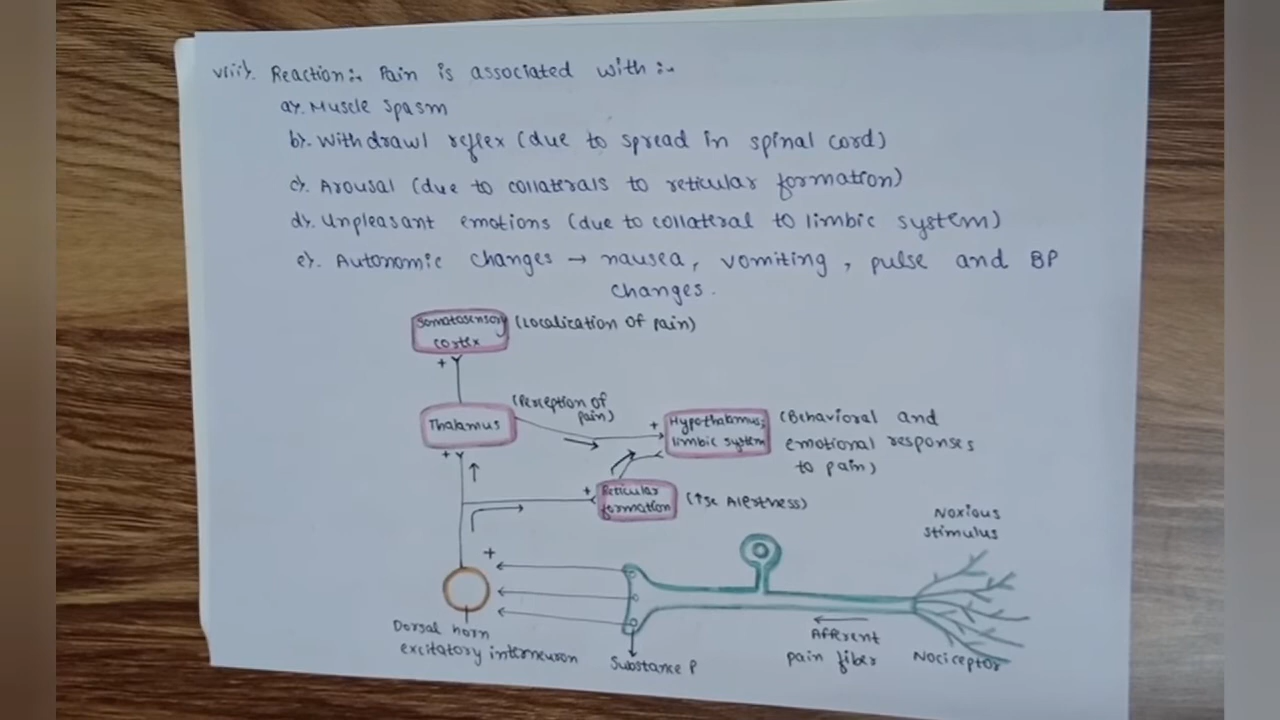 viii). Reaction:- Pain is associated with:-
a). Muscle spasm
b). Withdrawl reflex (due to spread in spinal cord)
c). Arousal (due to collaterals to reticular formation)
d). Unpleasant emotions (due to collateral to limbic system)
e). Autonomic changes → nausea, vomiting, pulse and BP
changes.
Somatosensory
cortex
(Localization of pain)
+
(Perception of
pain)
Thalamus
+
Hypothalamus,
limbic system
(Behavioral and
emotional responses
to pain)
+
+
Reticular
formation
(↑se Alertness)
Noxious
stimulus
+
Dorsal horn
excitatory interneuron
Substance P
Afferent
pain fiber
Nociceptor